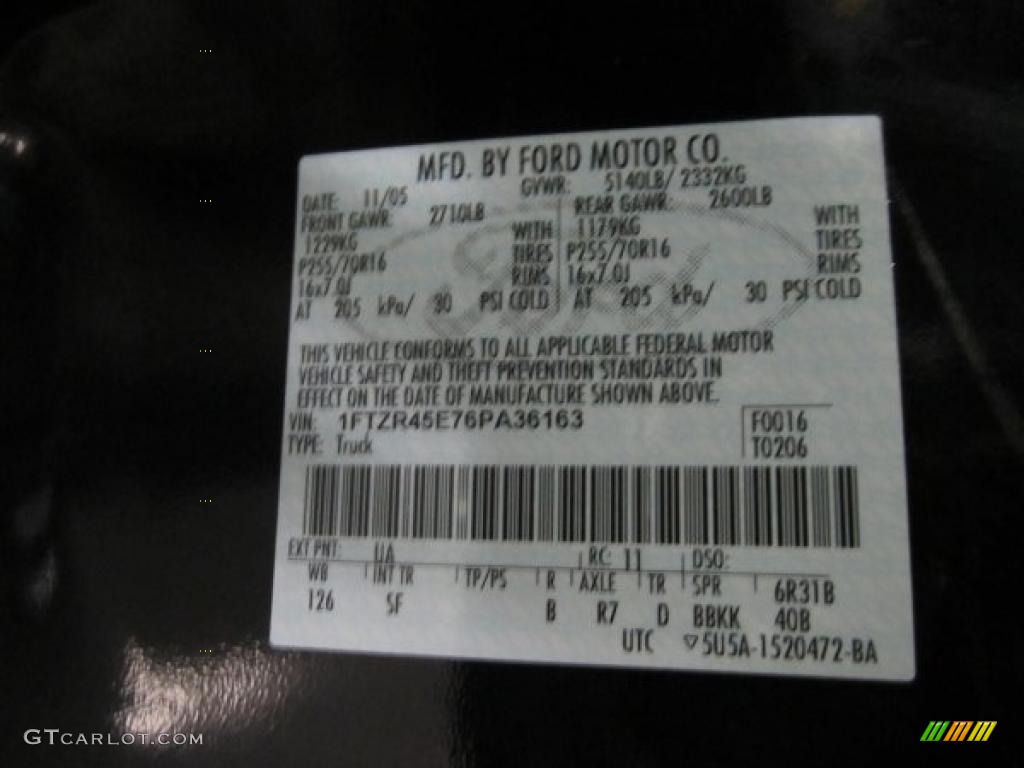 MFD. BY FORD MOTOR CO.
DATE: 11/05 GVWR: 5140LB/ 2332KG
FRONT GAWR: 2710LB REAR GAWR: 2600LB
1229KG WITH 1179KG WITH
P255/70R16 TIRES P255/70R16 TIRES
16x7.0J RIMS 16x7.0J RIMS
AT 205 kPa/ 30 PSI COLD AT 205 kPa/ 30 PSI COLD
THIS VEHICLE CONFORMS TO ALL APPLICABLE FEDERAL MOTOR
VEHICLE SAFETY AND THEFT PREVENTION STANDARDS IN
EFFECT ON THE DATE OF MANUFACTURE SHOWN ABOVE.
VIN: 1FTZR45E76PA36163 F0016
TYPE: Truck T0206
EXT PNT: UA RC: 11 DSO:
WB INT TR TP/PS R AXLE TR SPR 6R31B
126 SF B R7 D BBKK 40B
UTC ▽5U5A-1520472-BA
GTCARLOT.COM